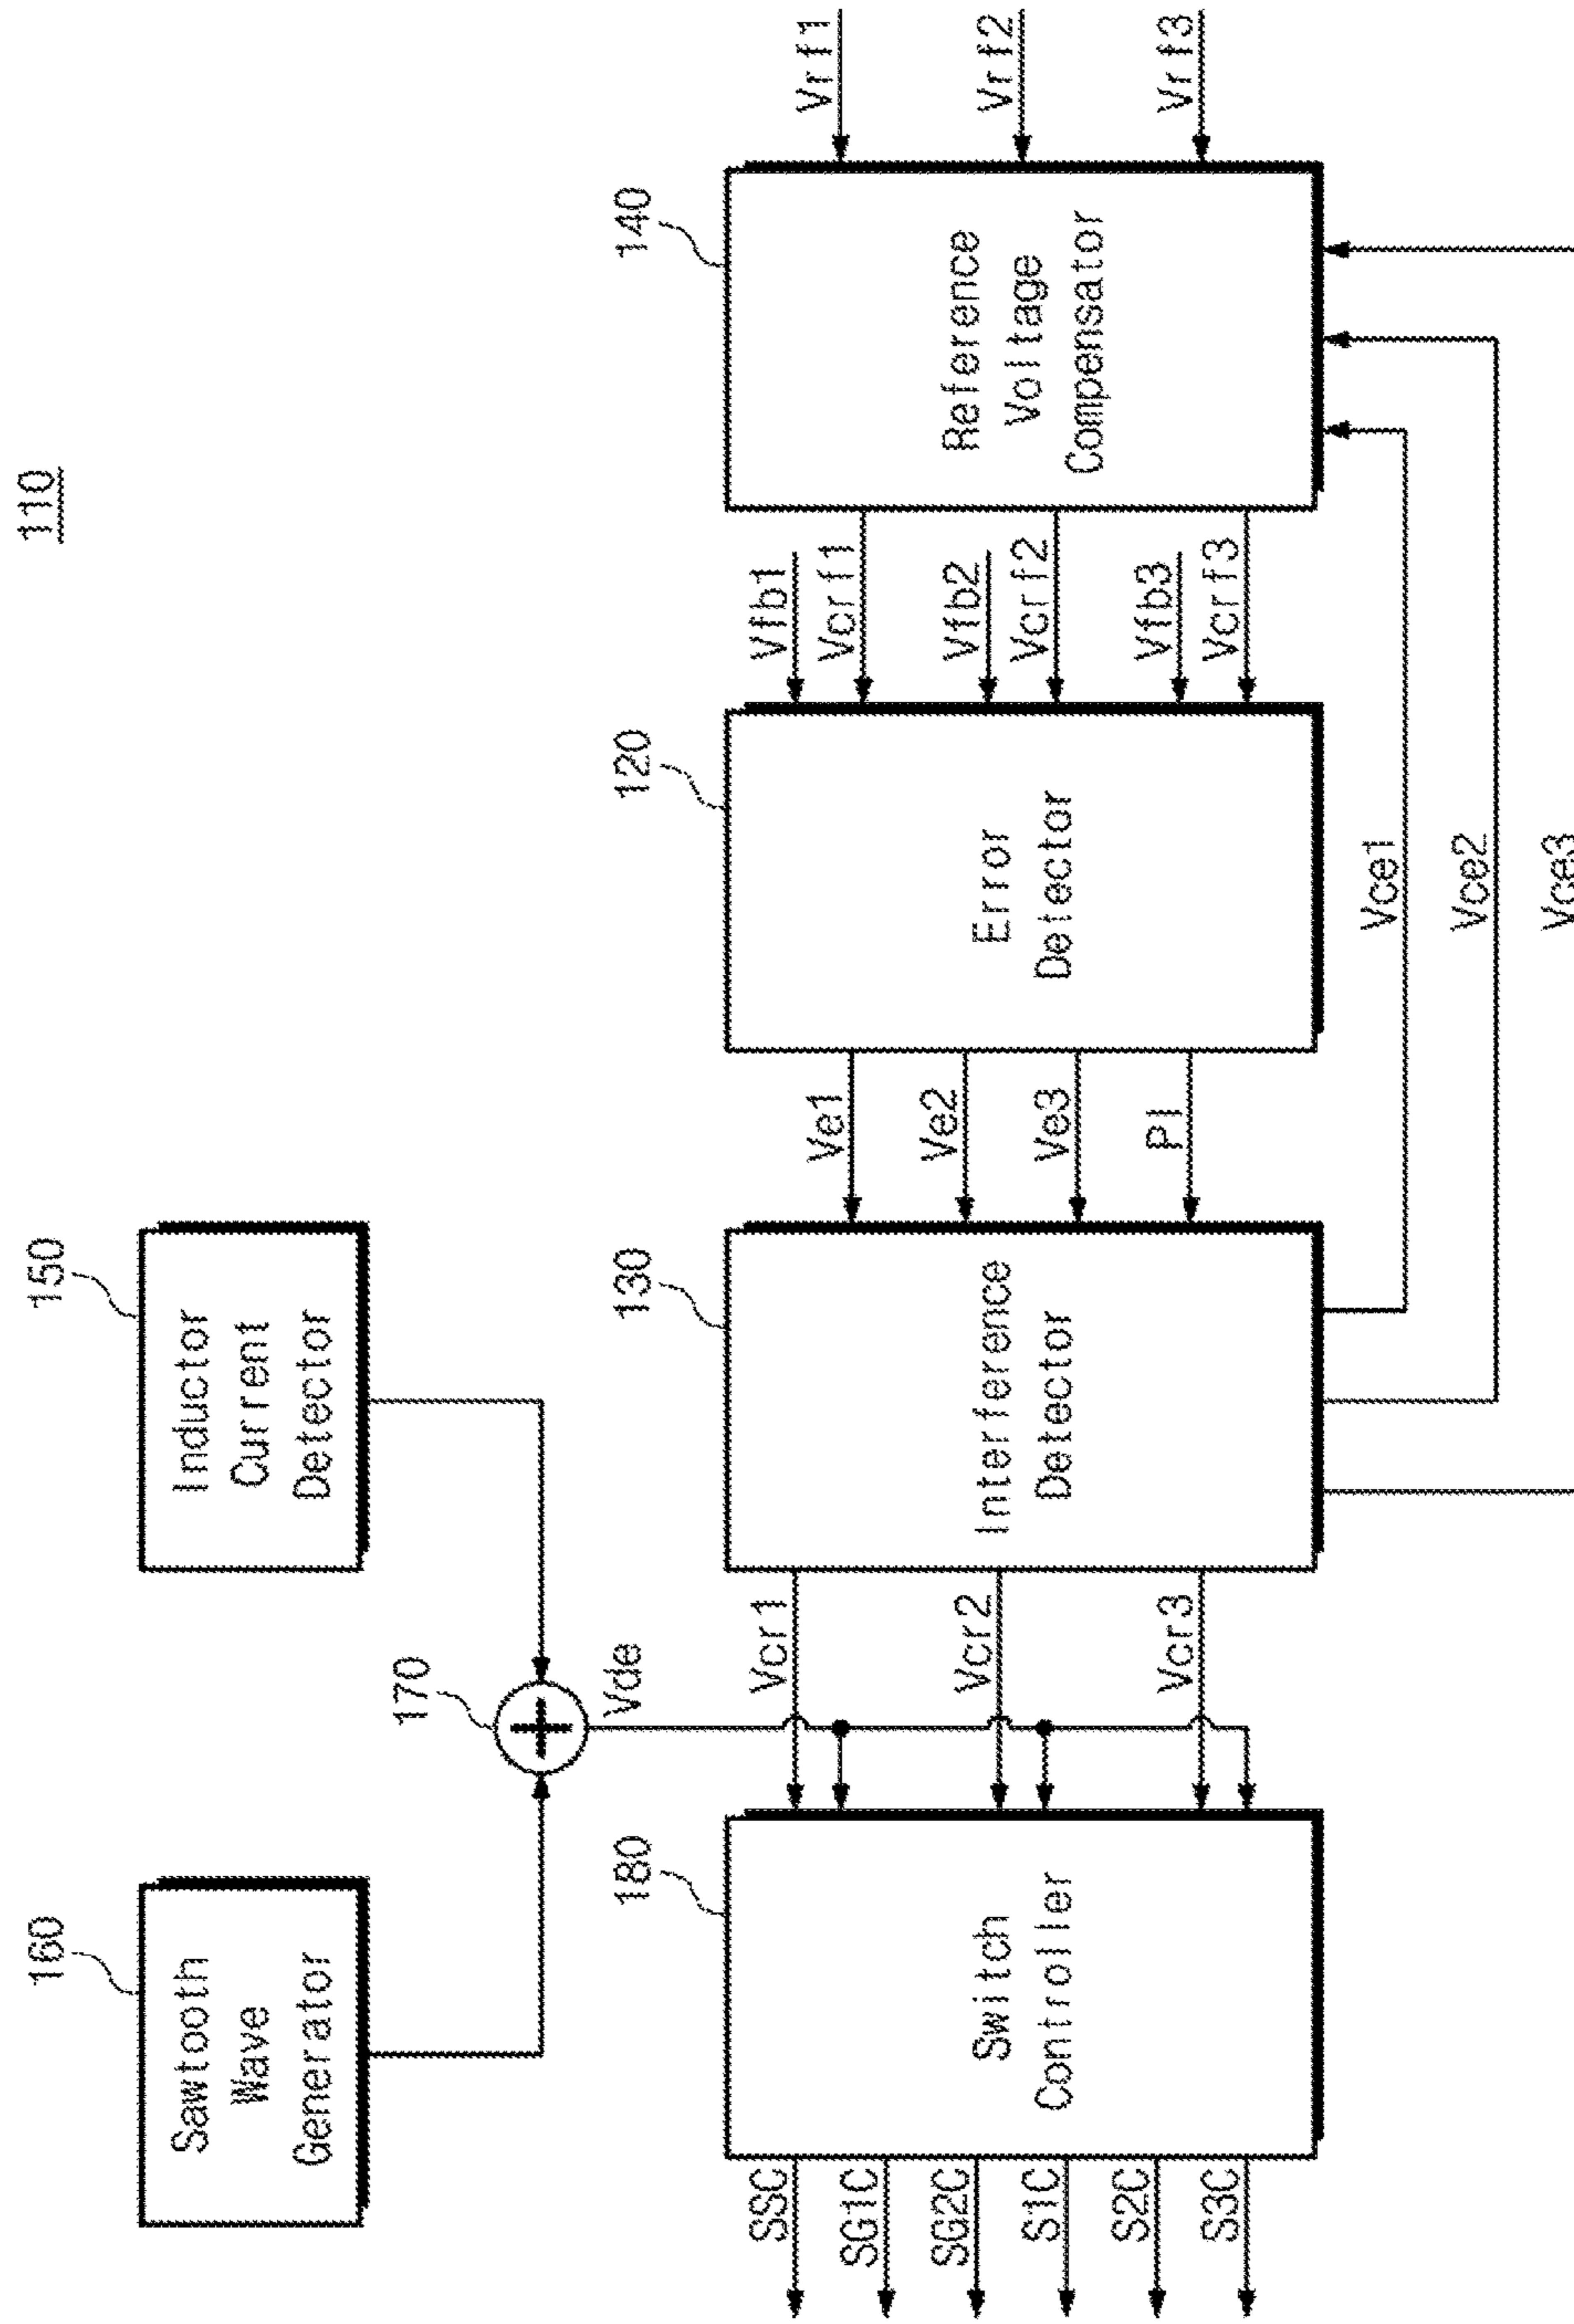 110
160
Sawtooth
Wave
Generator
150
Inductor
Current
Detector
170
Vde
180
Switch
Controller
130
Interference
Detector
120
Error
Detector
140
Reference
Voltage
Compensator
SSC
SG1C
SG2C
S1C
S2C
S3C
Vcr1
Vcr2
Vcr3
Ve1
Ve2
Ve3
PI
Vfb1
Vcrf1
Vfb2
Vcrf2
Vfb3
Vcrf3
Vrf1
Vrf2
Vrf3
Vce1
Vce2
Vce3